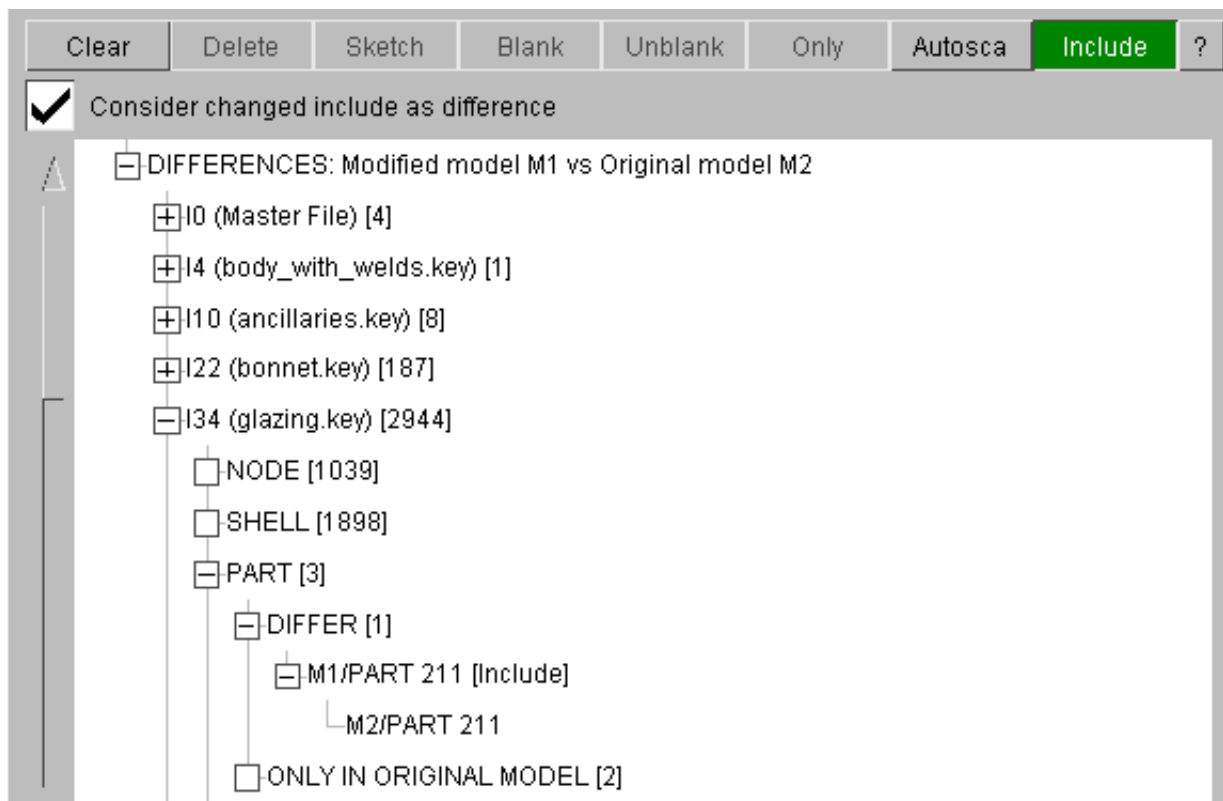 Clear Delete Sketch Blank Unblank Only Autosca Include ?
Consider changed include as difference
DIFFERENCES: Modified model M1 vs Original model M2
I0 (Master File) [4]
I4 (body_with_welds.key) [1]
I10 (ancillaries.key) [8]
I22 (bonnet.key) [187]
I34 (glazing.key) [2944]
NODE [1039]
SHELL [1898]
PART [3]
DIFFER [1]
M1/PART 211 [Include]
M2/PART 211
ONLY IN ORIGINAL MODEL [2]